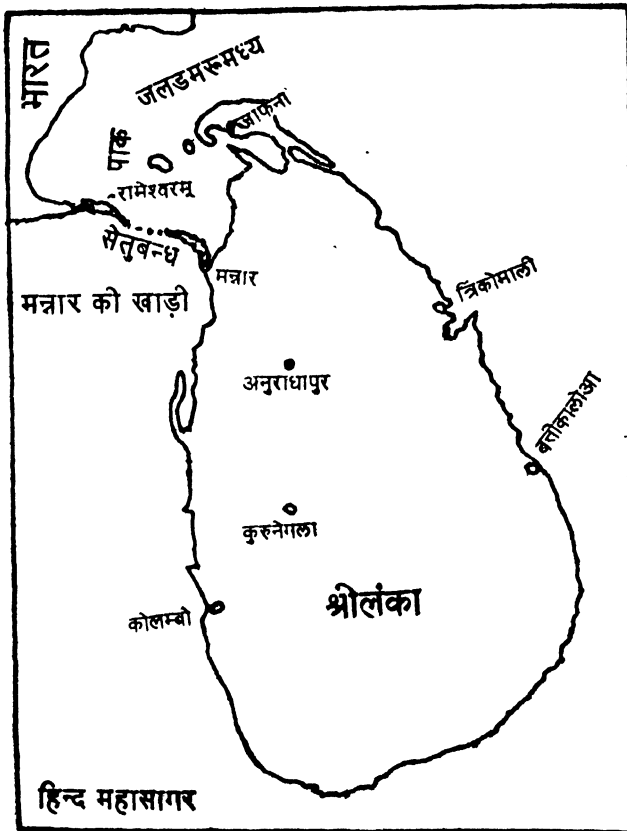 भारत
जलडमरूमध्य
पाक
जाफना
रामेश्वरम्
सेतुबन्ध
मन्नार
मन्नार की खाड़ी
त्रिंकोमाली
अनुराधापुर
बत्तीकालोआ
कुरुनेगला
श्रीलंका
कोलम्बो
हिन्द महासागर